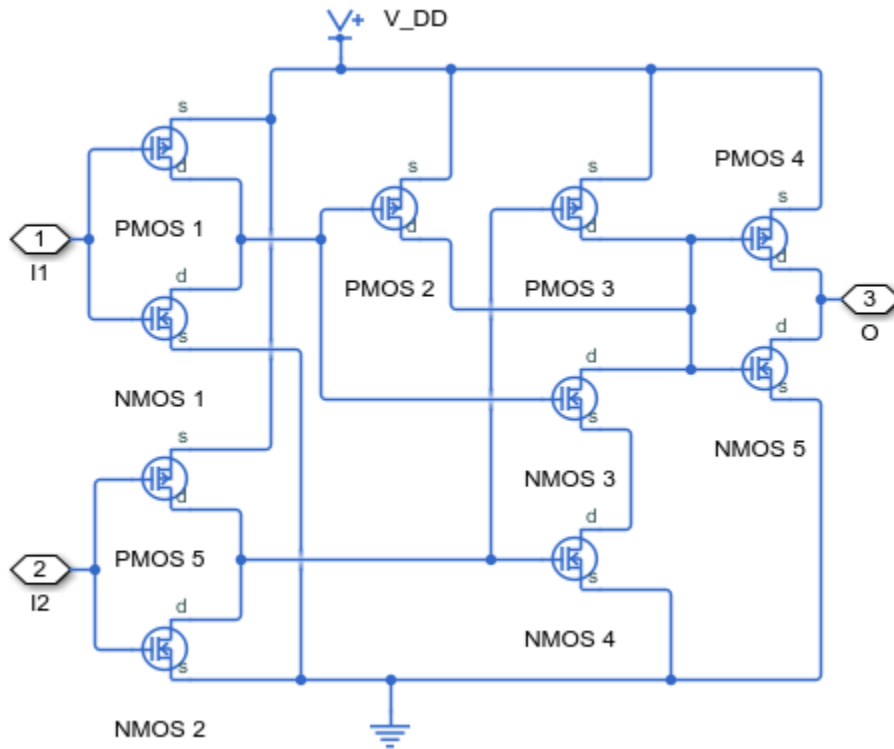 V_DD
s
d
PMOS 1
1
I1
d
s
NMOS 1
s
d
PMOS 2
s
d
PMOS 3
PMOS 4
s
d
3
O
d
s
NMOS 5
d
s
NMOS 3
s
d
PMOS 5
2
I2
d
s
NMOS 2
d
s
NMOS 4